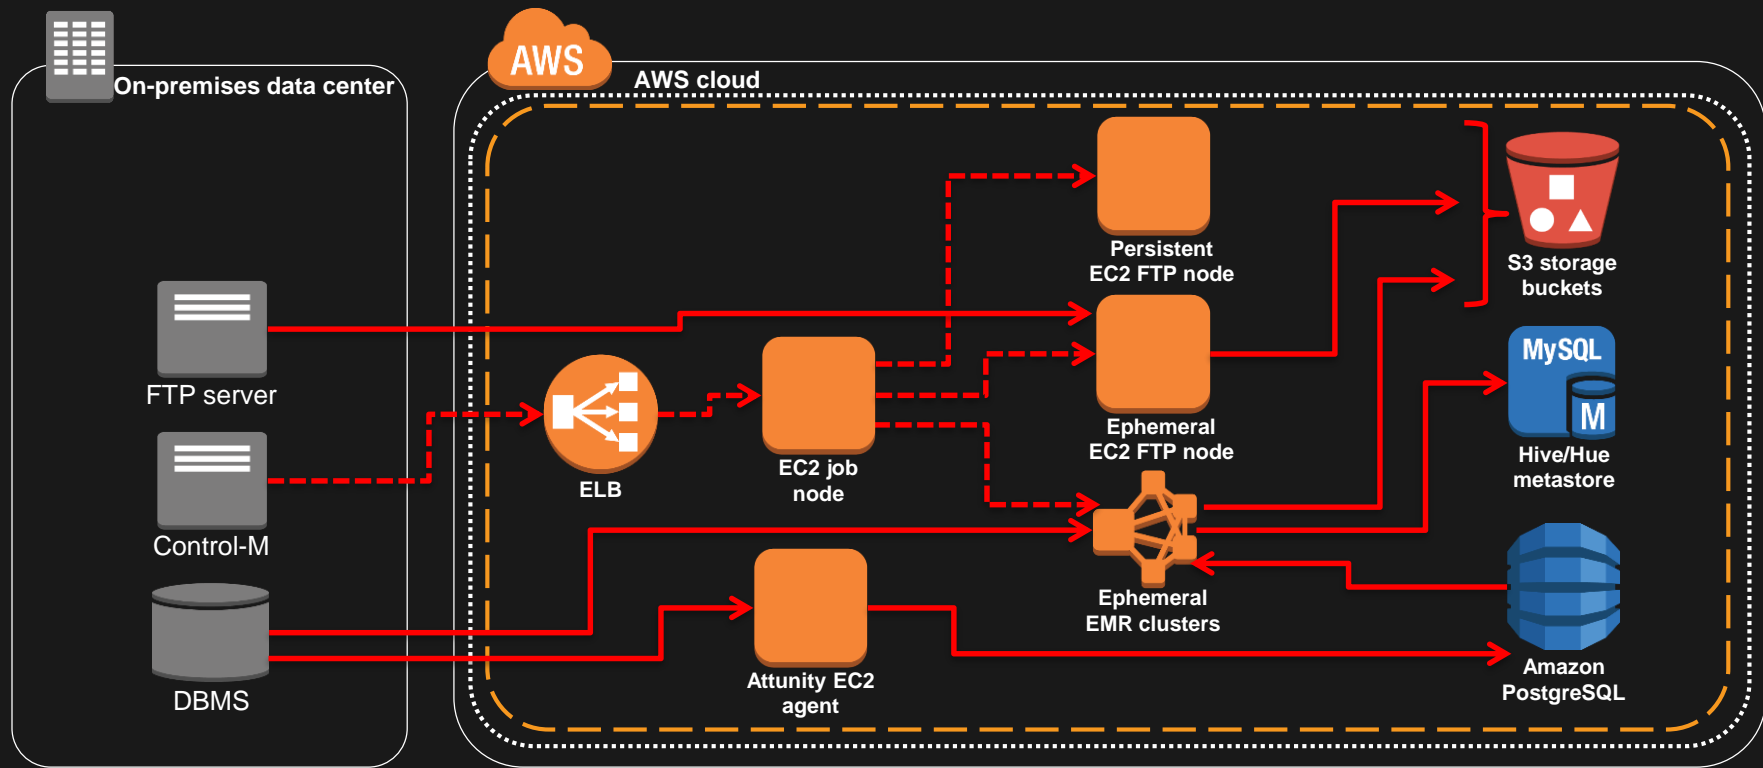 AWS
On-premises data center
AWS cloud
Persistent
EC2 FTP node
S3 storage
buckets
FTP server
MySQL
M
Ephemeral
EC2 FTP node
Hive/Hue
metastore
EC2 job
node
ELB
Control-M
Ephemeral
EMR clusters
Amazon
PostgreSQL
Attunity EC2
agent
DBMS